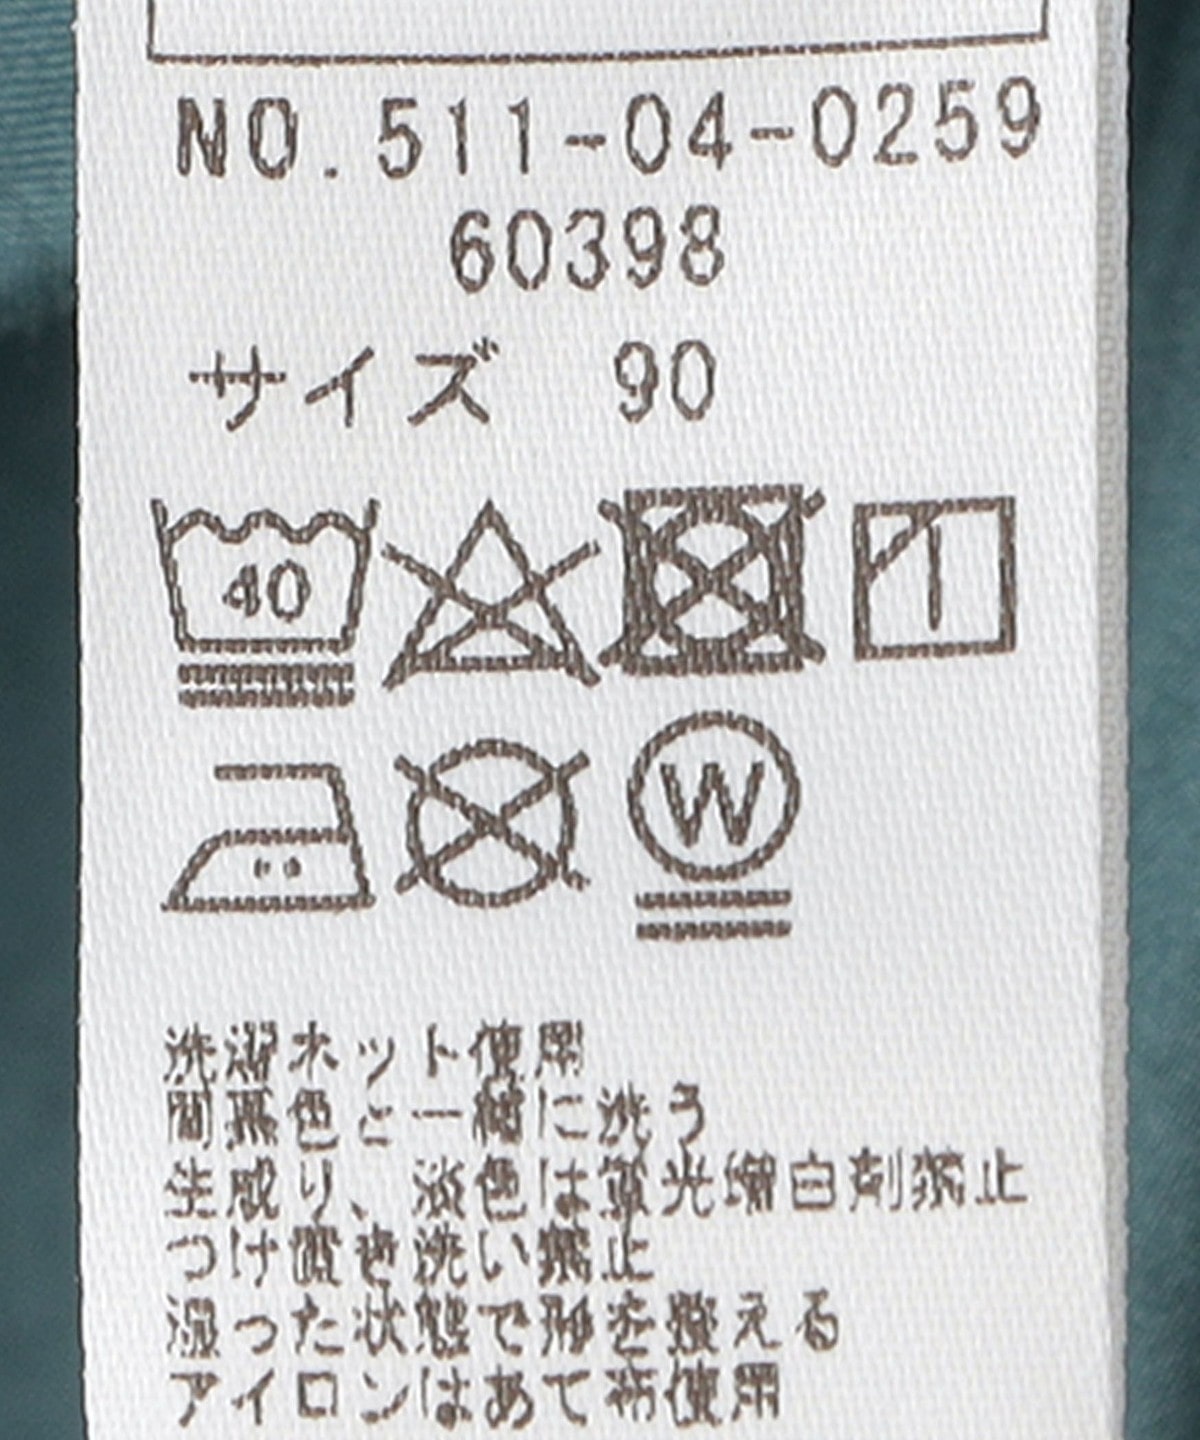 NO.511-04-0259
60398
サイズ 90
40
W
洗濯ネット使用
同系色と一緒に洗う
生成り、淡色は蛍光増白剤禁止
つけ置き洗い禁止
湿った状態で形を整える
アイロンはあて布使用